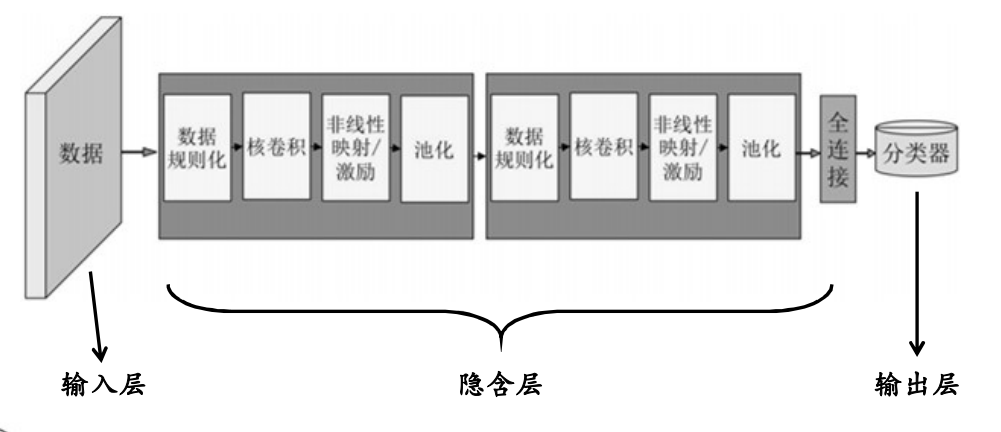 数据
数据
规则化
核卷积
非线性
映射/
激励
池化
数据
规则化
核卷积
非线性
映射/
激励
池化
全
连
接
分类器
输入层
隐含层
输出层